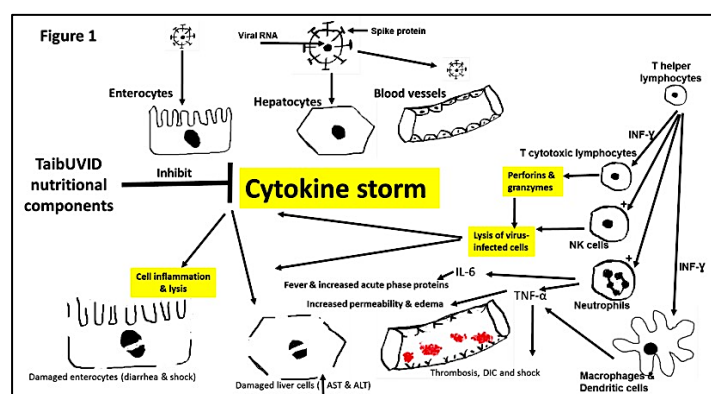 Figure 1
Viral RNA
Spike protein
T helper
lymphocytes
Enterocytes
Hepatocytes
Blood vessels
INF-Ɣ
T cytotoxic lymphocytes
TaibUVID
nutritional
components
Inhibit
Cytokine storm
Perforins &
granzymes
+
NK cells
Lysis of virus-
infected cells
+
INF-Ɣ
Cell inflammation
& lysis
IL-6
Fever & increased acute phase proteins
Neutrophils
TNF-α
Increased permeability & edema
Damaged enterocytes (diarrhea & shock)
Damaged liver cells (↑AST & ALT)
Thrombosis, DIC and shock
Macrophages &
Dendritic cells